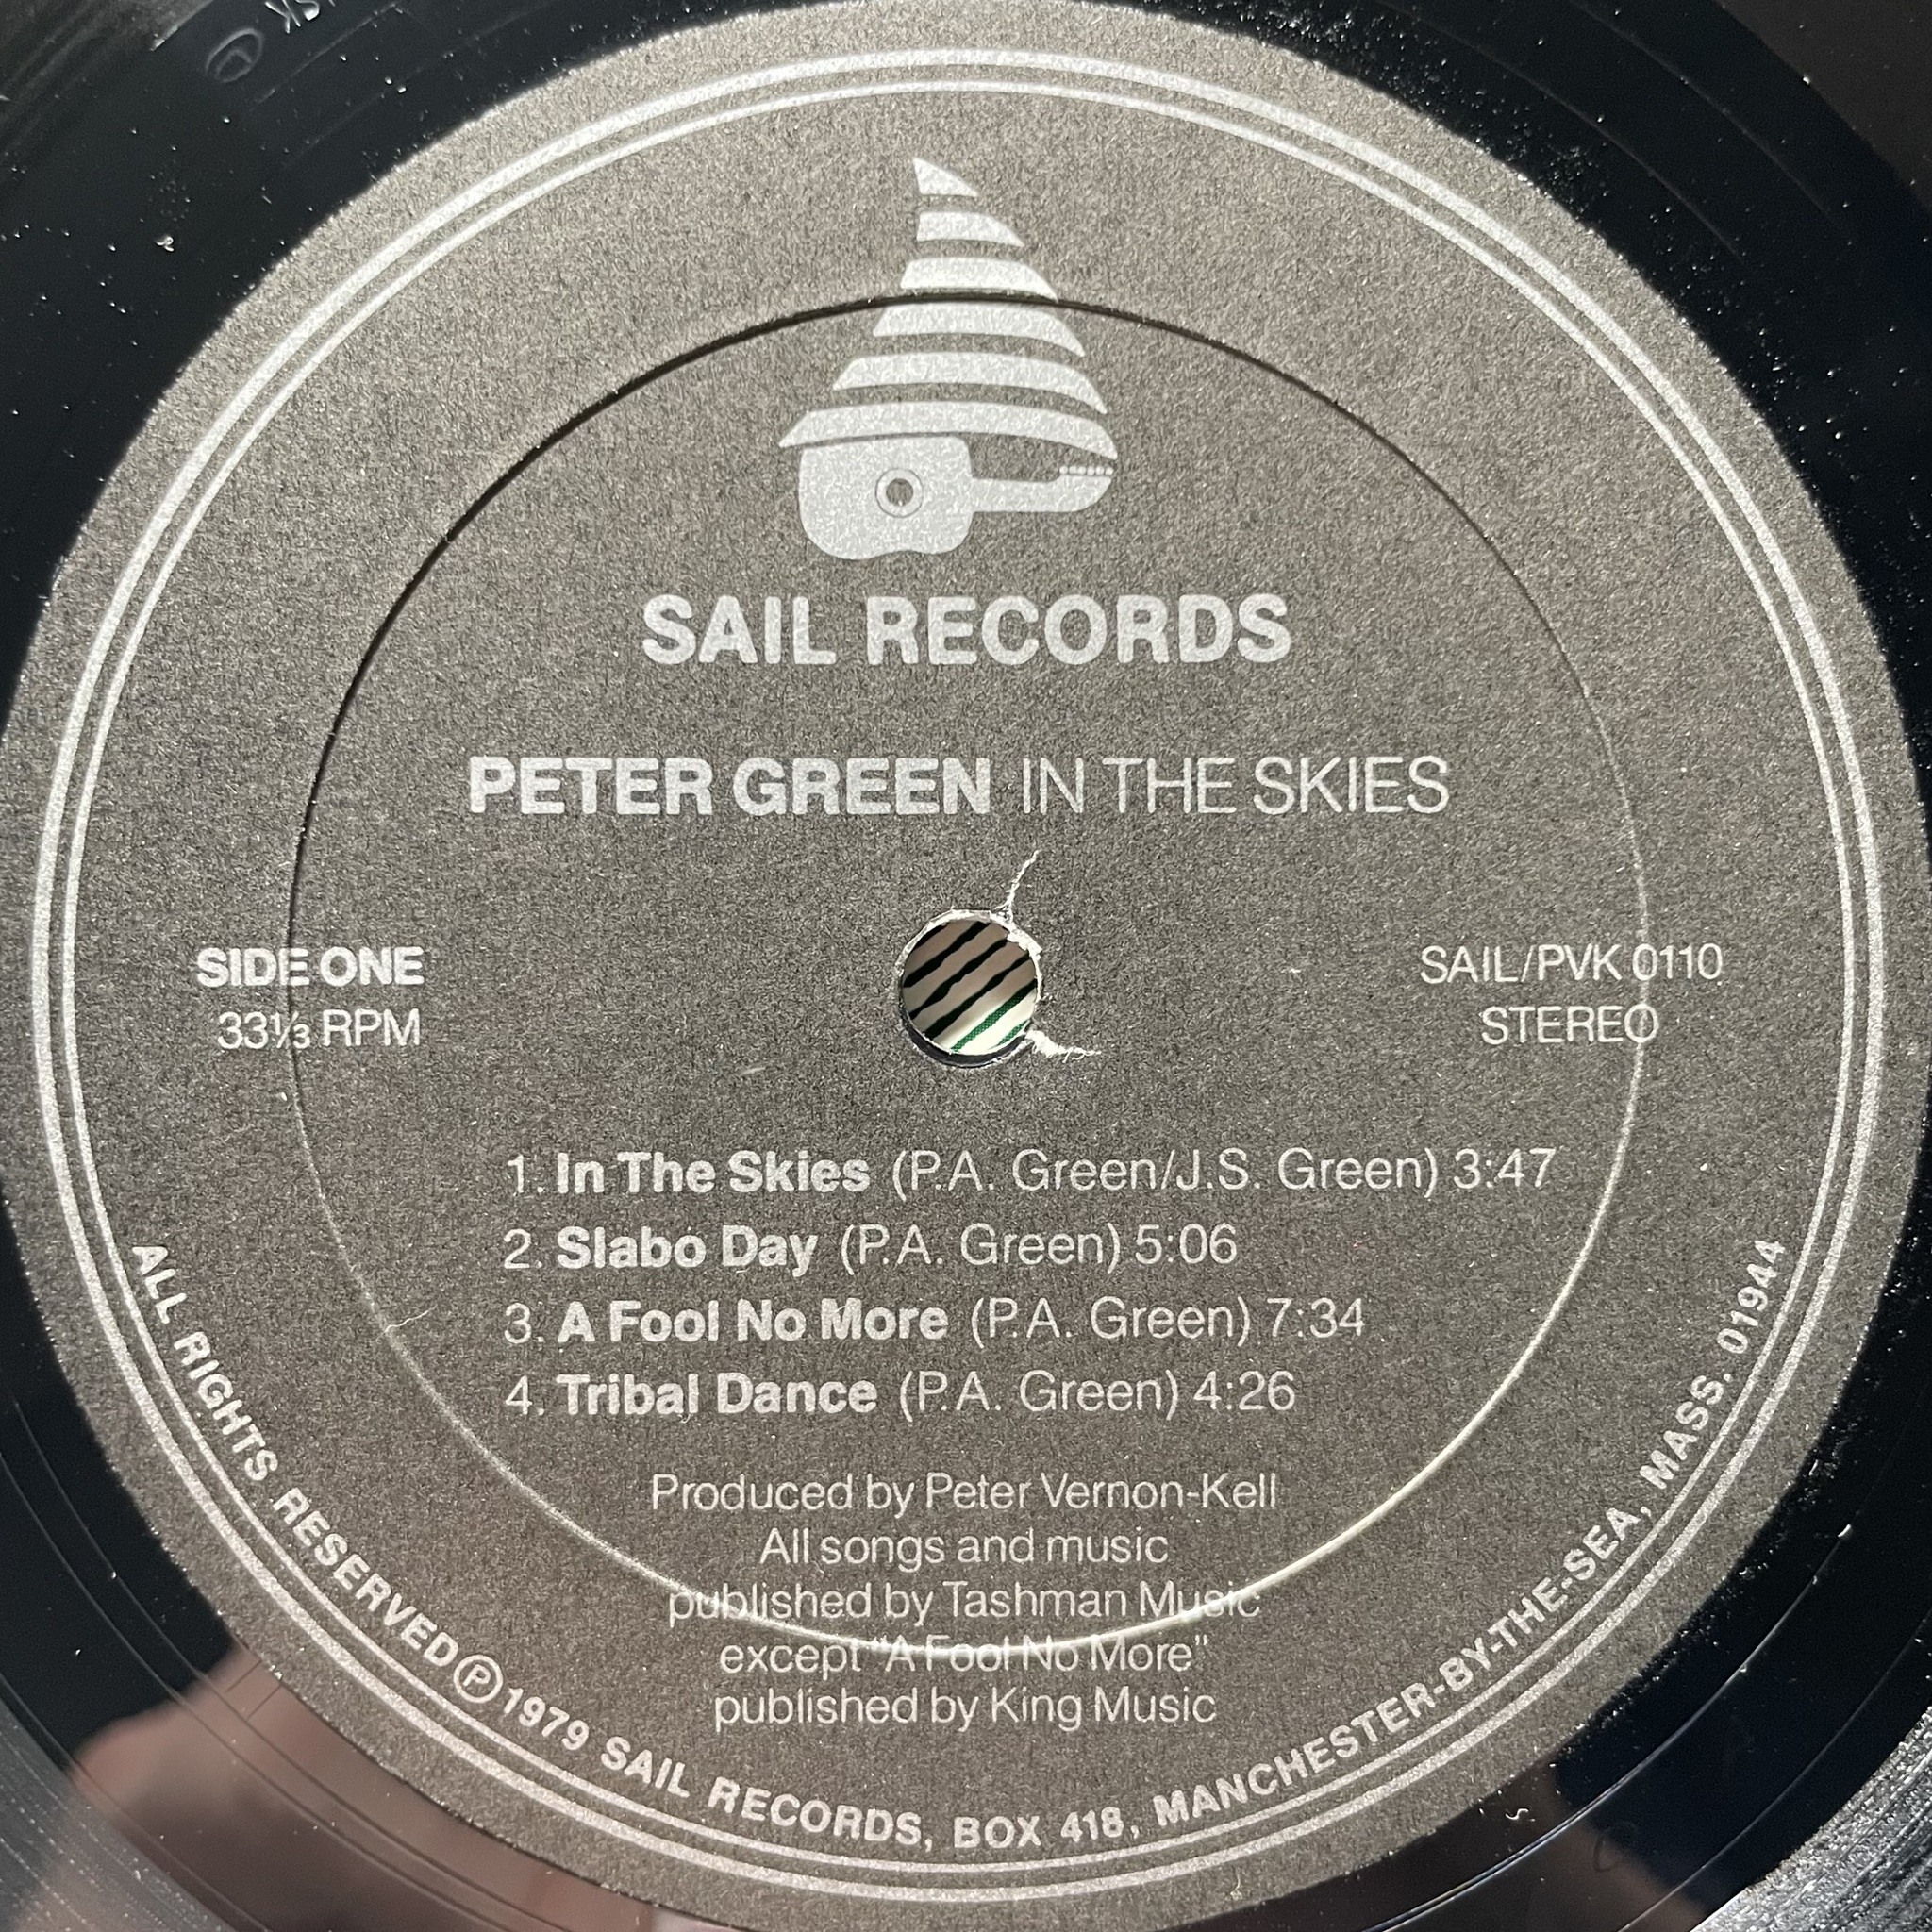 SAIL RECORDS
PETER GREEN IN THE SKIES
SIDE ONE
33⅓ RPM
SAIL/PVK 0110
STEREO
1. In The Skies (P.A. Green/J.S. Green) 3:47
2. Slabo Day (P.A. Green) 5:06
3. A Fool No More (P.A. Green) 7:34
4. Tribal Dance (P.A. Green) 4:26
Produced by Peter Vernon-Kell
All songs and music
published by Tashman Music
except "A Fool No More"
published by King Music
ALL RIGHTS RESERVED Ⓟ 1979 SAIL RECORDS, BOX 418, MANCHESTER-BY-THE-SEA, MASS. 01944